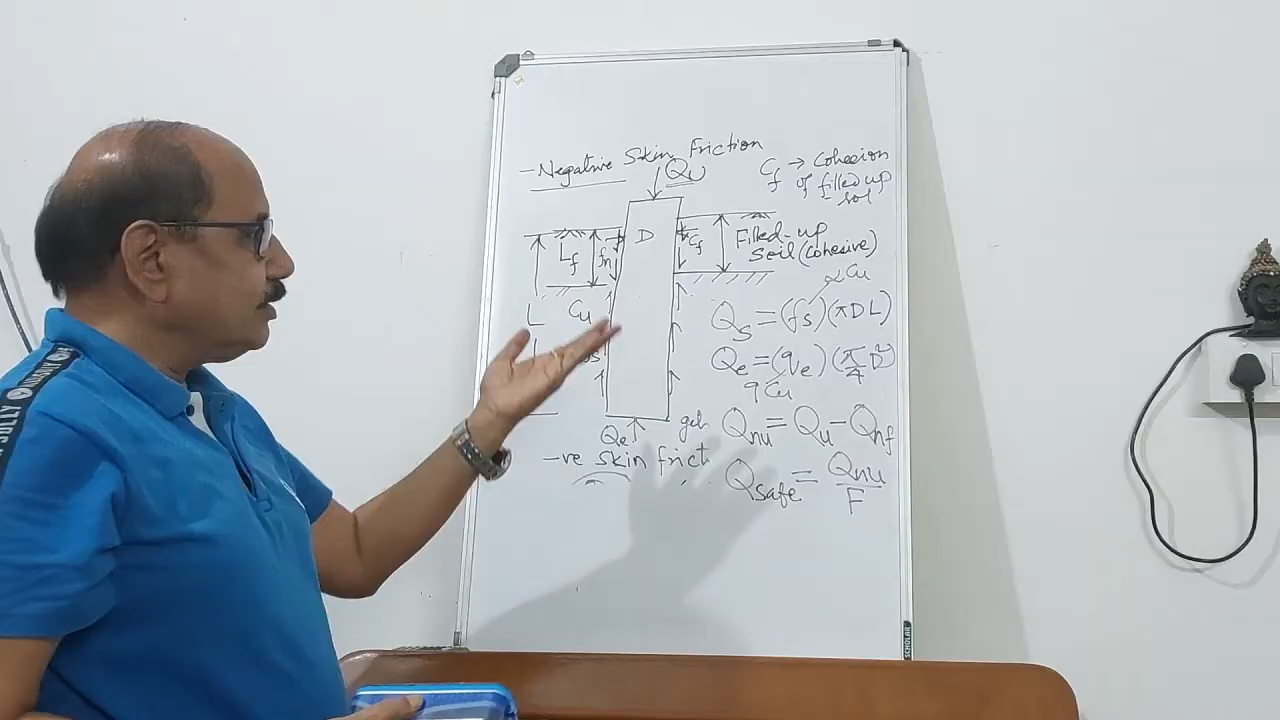 - Negative Skin Friction
Qu
Cf → Cohesion
of filled up
soil
D
Lf
fn
Cf
Filled-up
Soil (Cohesive)
αCu
L
Cu
Qs = (fs) (πDL)
Qe = (qe) (π/4 D²)
9Cu
Qe
Qnu = Qu - Qnf
-ve skin frict
Qsafe = Qnu/F
SCHOLAR